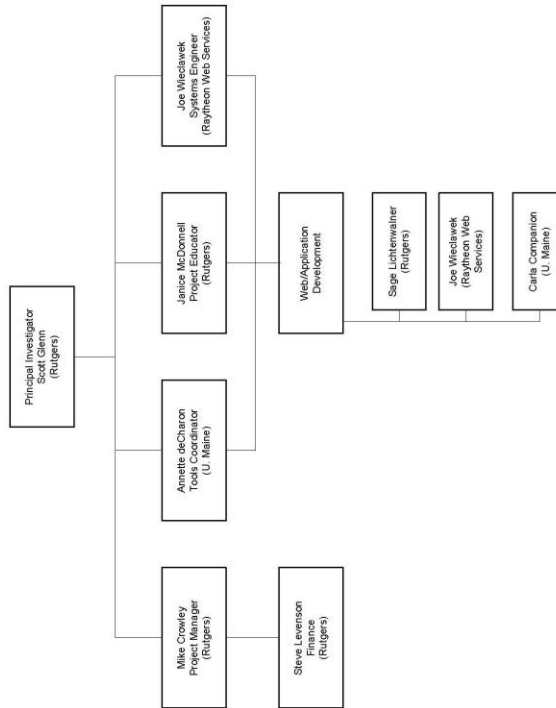 Principal Investigator
Scott Glenn
(Rutgers)
Mike Crowley
Project Manager
(Rutgers)
Annette deCharon
Tools Coordinator
(U. Maine)
Janice McDonnell
Project Educator
(Rutgers)
Joe Wieclawek
Systems Engineer
(Raytheon Web Services)
Steve Levenson
Finance
(Rutgers)
Web/Application
Development
Sage Lichtenwalner
(Rutgers)
Joe Wieclawek
(Raytheon Web
Services)
Carla Companion
(U. Maine)